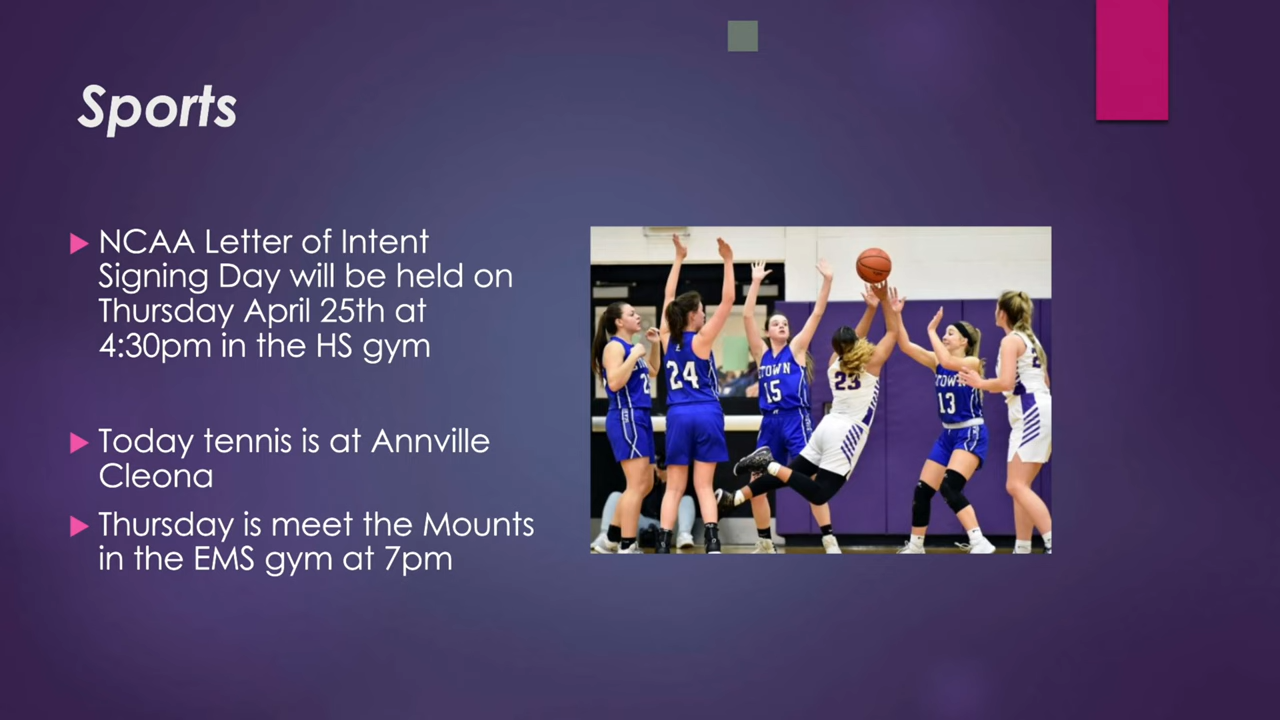 Sports
NCAA Letter of Intent
Signing Day will be held on
Thursday April 25th at
4:30pm in the HS gym
Today tennis is at Annville
Cleona
Thursday is meet the Mounts
in the EMS gym at 7pm
24
TOWN
15
23
TOWN
13